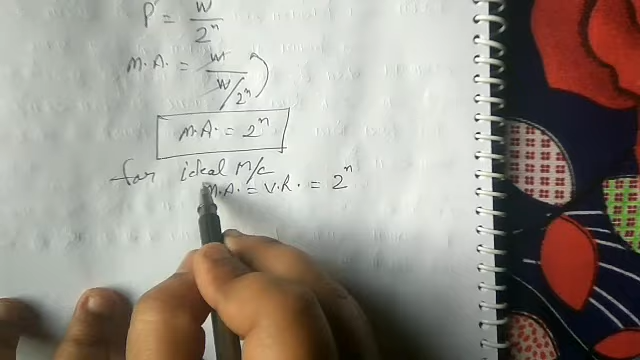 P = W/2ⁿ
M.A. = W/W/2ⁿ
M.A. = 2ⁿ
for ideal M/C
M.A. = V.R. = 2ⁿ